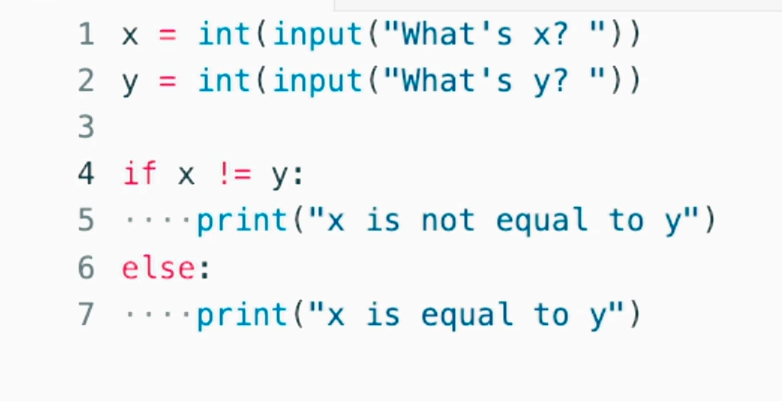 1 x = int(input("What's x? "))
2 y = int(input("What's y? "))
3
4 if x != y:
5 ····print("x is not equal to y")
6 else:
7 ····print("x is equal to y")